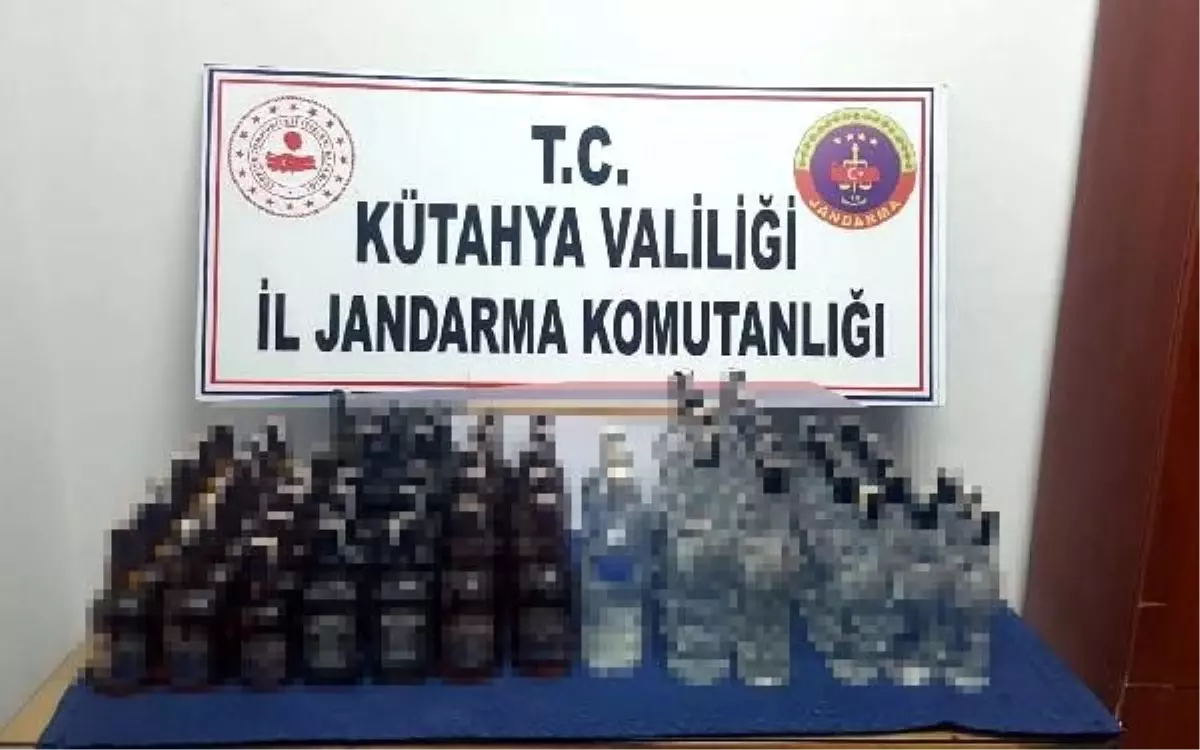 T.C.
KÜTAHYA VALİLİĞİ
İL JANDARMA KOMUTANLIĞI
JANDARMA